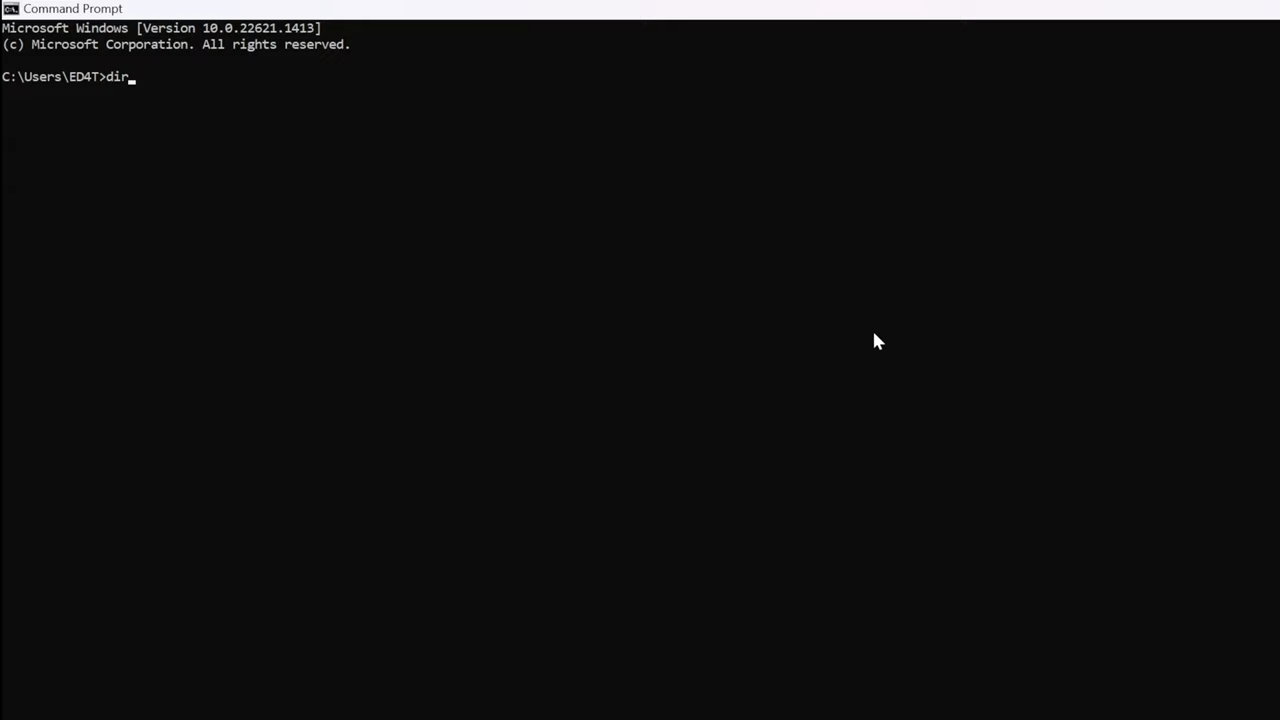 Command Prompt
Microsoft Windows [Version 10.0.22621.1413]
(c) Microsoft Corporation. All rights reserved.
C:\Users\ED4T>dir